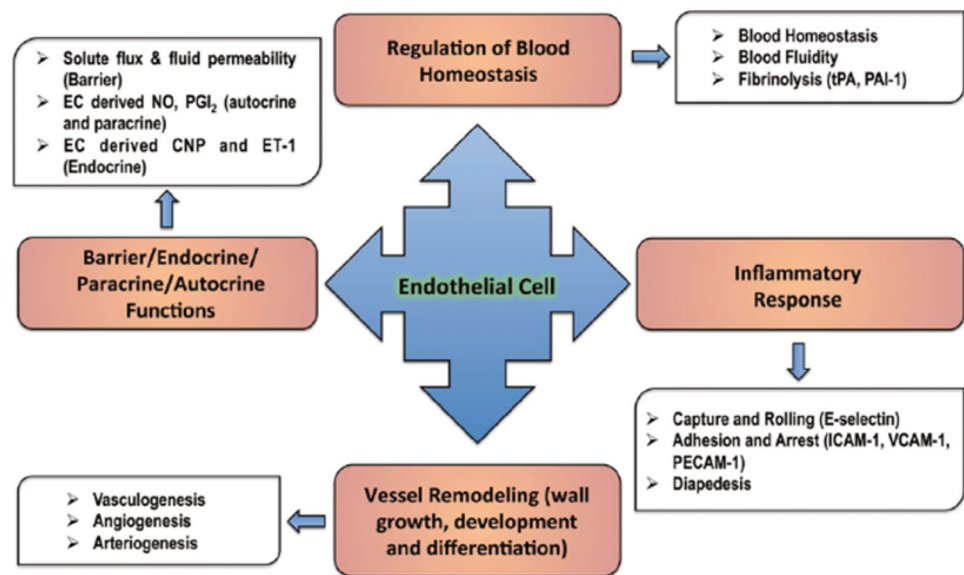 Regulation of Blood
Homeostasis
➢ Blood Homeostasis
➢ Blood Fluidity
➢ Fibrinolysis (tPA, PAI-1)
➢ Solute flux & fluid permeability
(Barrier)
➢ EC derived NO, PGI₂ (autocrine
and paracrine)
➢ EC derived CNP and ET-1
(Endocrine)
Barrier/Endocrine/
Paracrine/Autocrine
Functions
Endothelial Cell
Inflammatory
Response
➢ Capture and Rolling (E-selectin)
➢ Adhesion and Arrest (ICAM-1, VCAM-1,
PECAM-1)
➢ Diapedesis
Vessel Remodeling (wall
growth, development
and differentiation)
➢ Vasculogenesis
➢ Angiogenesis
➢ Arteriogenesis